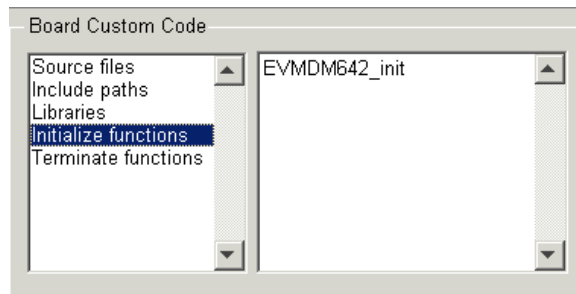 Board Custom Code
Source files
Include paths
Libraries
Initialize functions
Terminate functions
EVMDM642_init